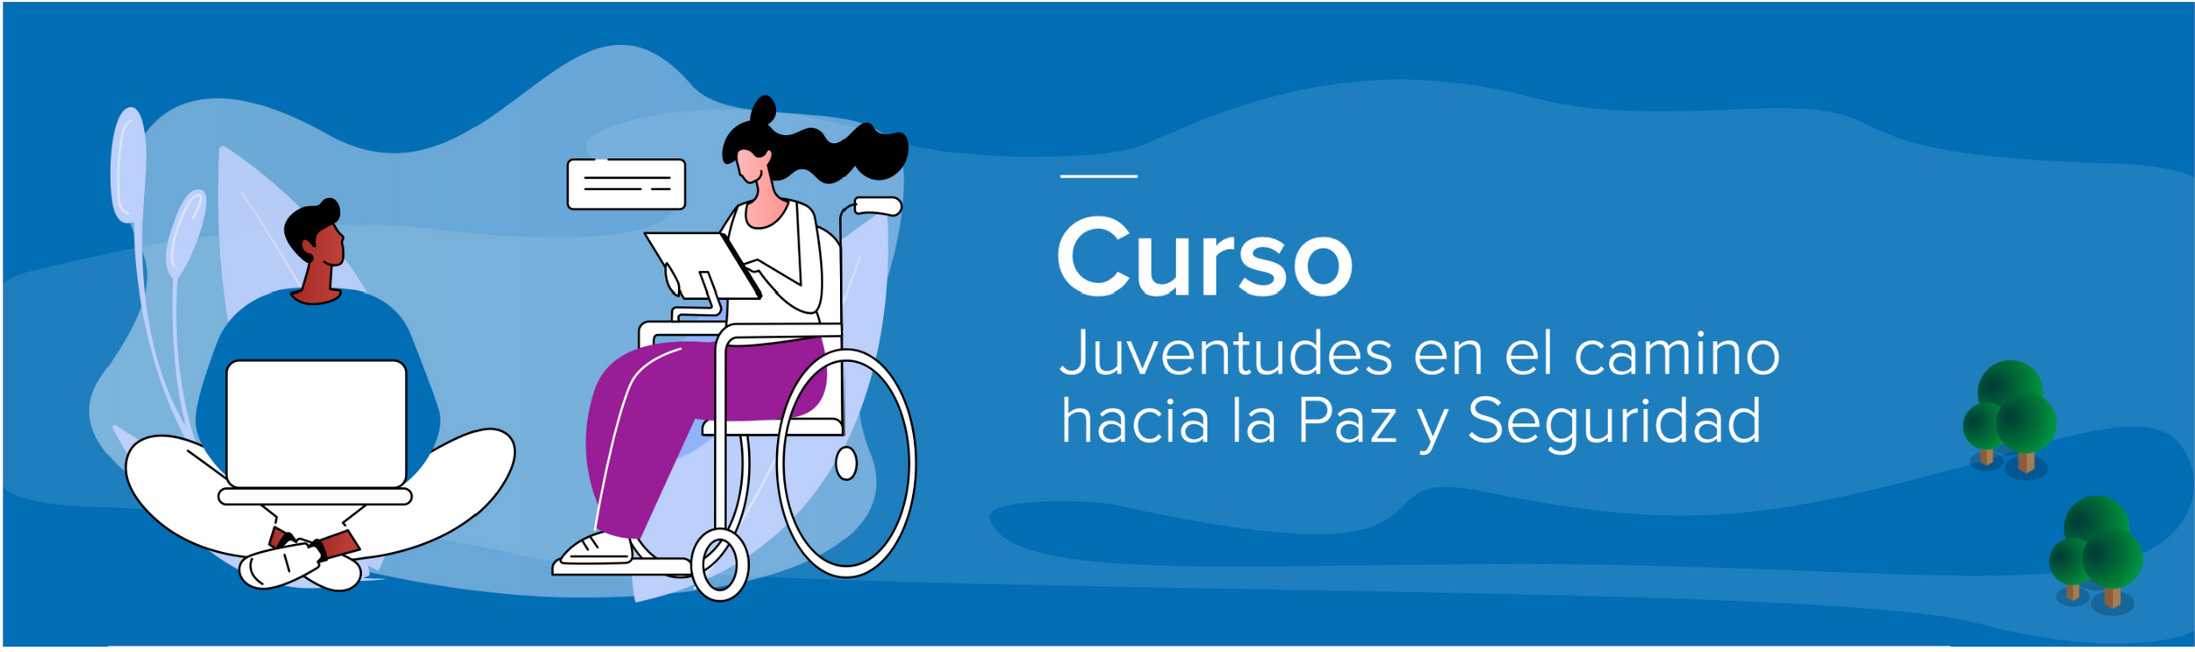 Curso
Juventudes en el camino
hacia la Paz y Seguridad